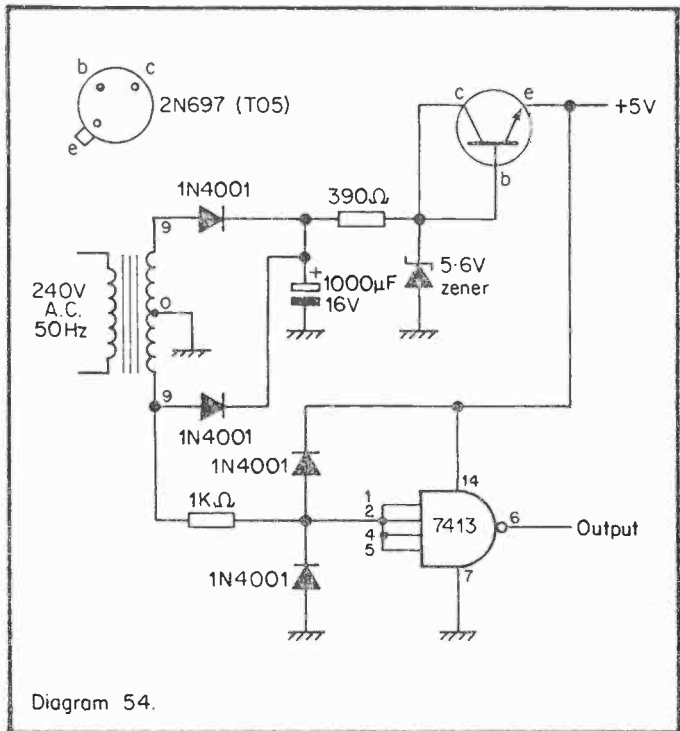 b c
2N697 (TO5)
e
c e
+5V
b
1N4001
390Ω
9
+
1000µF
16V
5·6V
zener
240V
A.C.
50Hz
0
9
1N4001
1N4001
1KΩ
14
1
2
4
5
7413
6
Output
1N4001
7
Diagram 54.